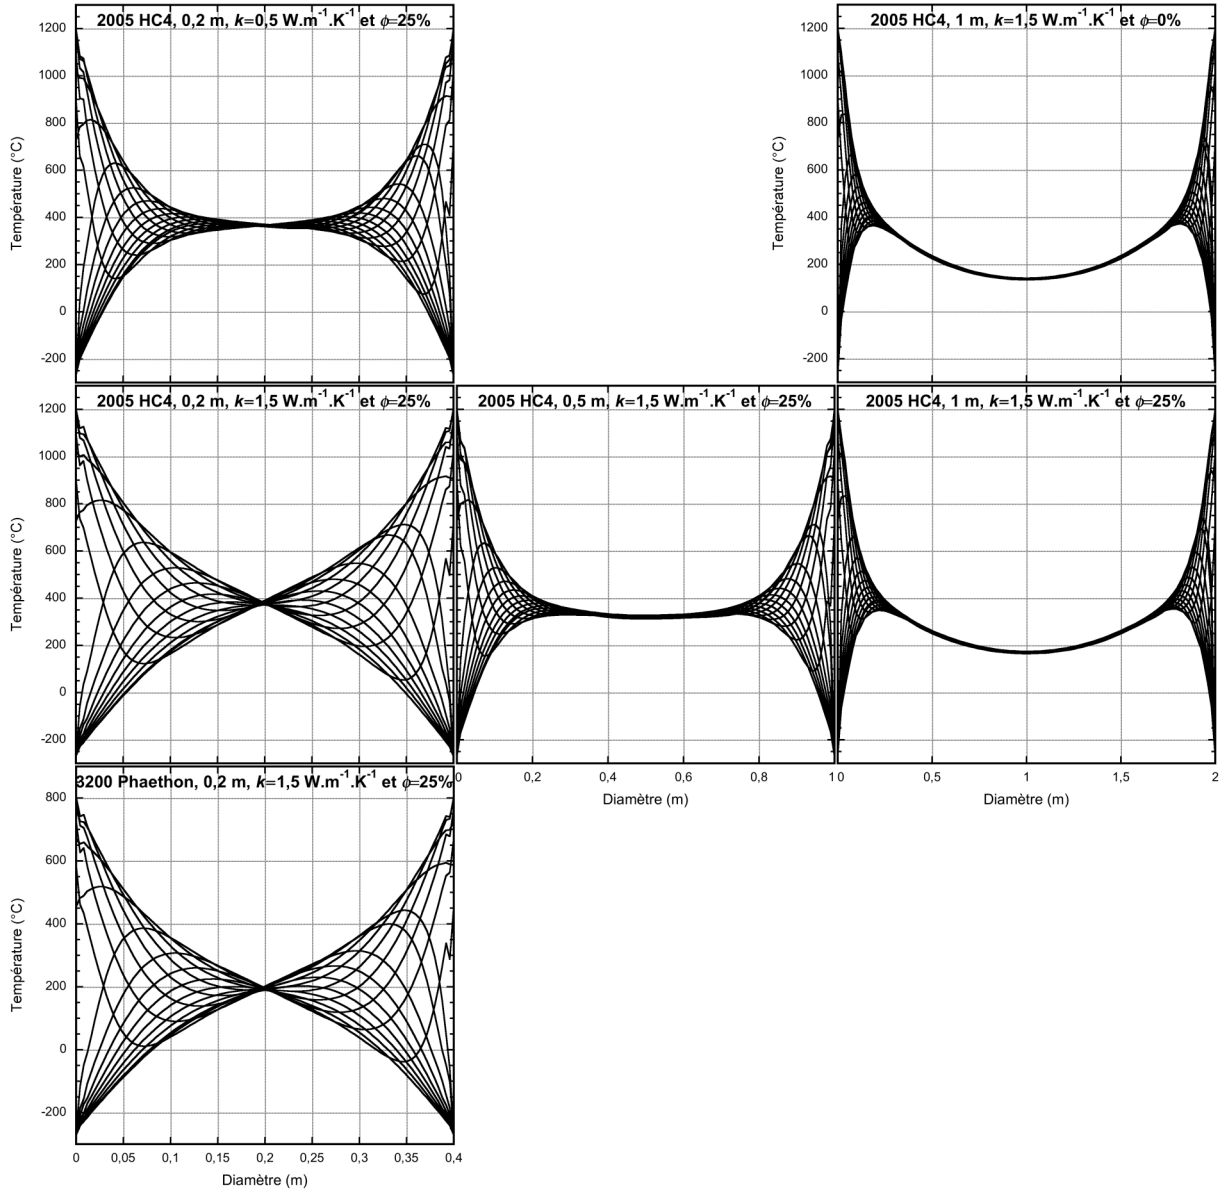 2005 HC4, 0,2 m, k=0,5 W.m⁻¹.K⁻¹ et ϕ=25%
1200
1000
800
600
400
200
0
-200
Température (°C)
2005 HC4, 1 m, k=1,5 W.m⁻¹.K⁻¹ et ϕ=0%
1200
1000
800
600
400
200
0
-200
Température (°C)
2005 HC4, 0,2 m, k=1,5 W.m⁻¹.K⁻¹ et ϕ=25%
1200
1000
800
600
400
200
0
-200
Température (°C)
2005 HC4, 0,5 m, k=1,5 W.m⁻¹.K⁻¹ et ϕ=25%
0 0,2 0,4 0,6 0,8 1
Diamètre (m)
2005 HC4, 1 m, k=1,5 W.m⁻¹.K⁻¹ et ϕ=25%
0 0,5 1 1,5 2
Diamètre (m)
3200 Phaethon, 0,2 m, k=1,5 W.m⁻¹.K⁻¹ et ϕ=25%
800
600
400
200
0
-200
Température (°C)
0 0,05 0,1 0,15 0,2 0,25 0,3 0,35 0,4
Diamètre (m)